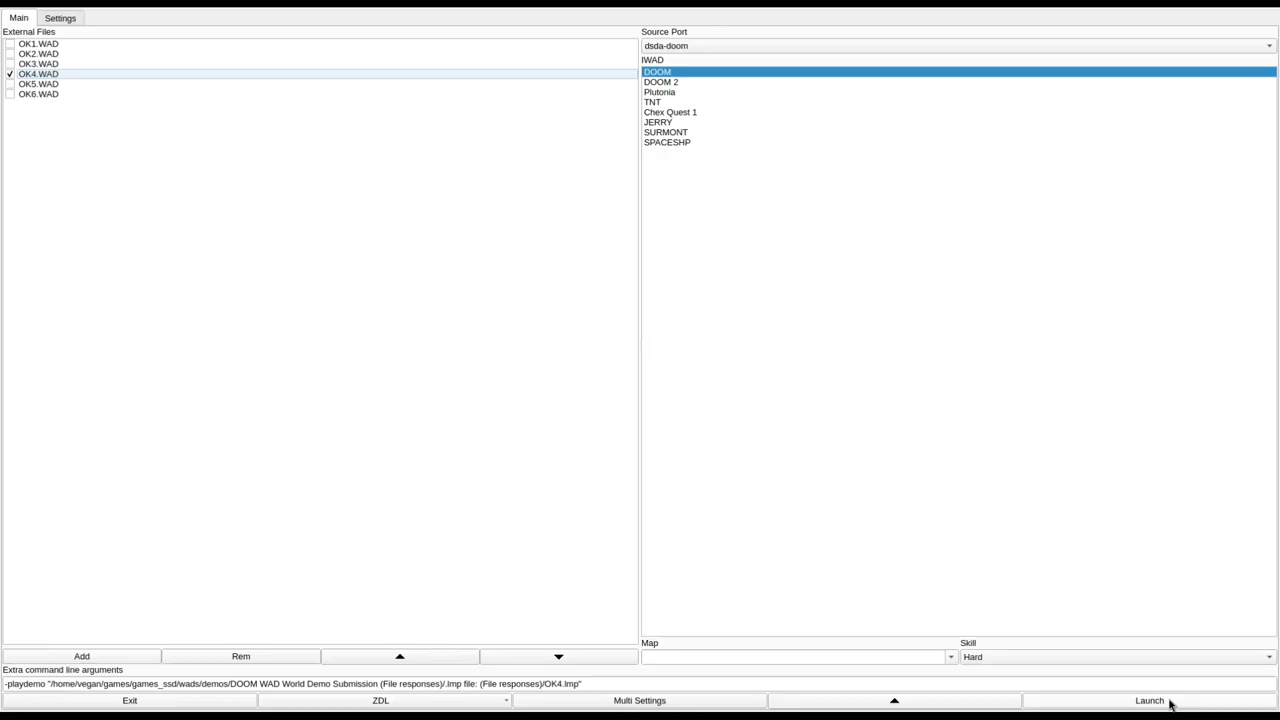 Main Settings
External Files
OK1.WAD
OK2.WAD
OK3.WAD
OK4.WAD
OK5.WAD
OK6.WAD
Add Rem
Source Port
dsda-doom
IWAD
DOOM
DOOM 2
Plutonia
TNT
Chex Quest 1
JERRY
SURMONT
SPACESHP
Map Skill
Hard
Extra command line arguments
-playdemo "/home/vegan/games/games_ssd/wads/demos/DOOM WAD World Demo Submission (File responses)/.lmp file: (File responses)/OK4.lmp"
Exit ZDL Multi Settings Launch